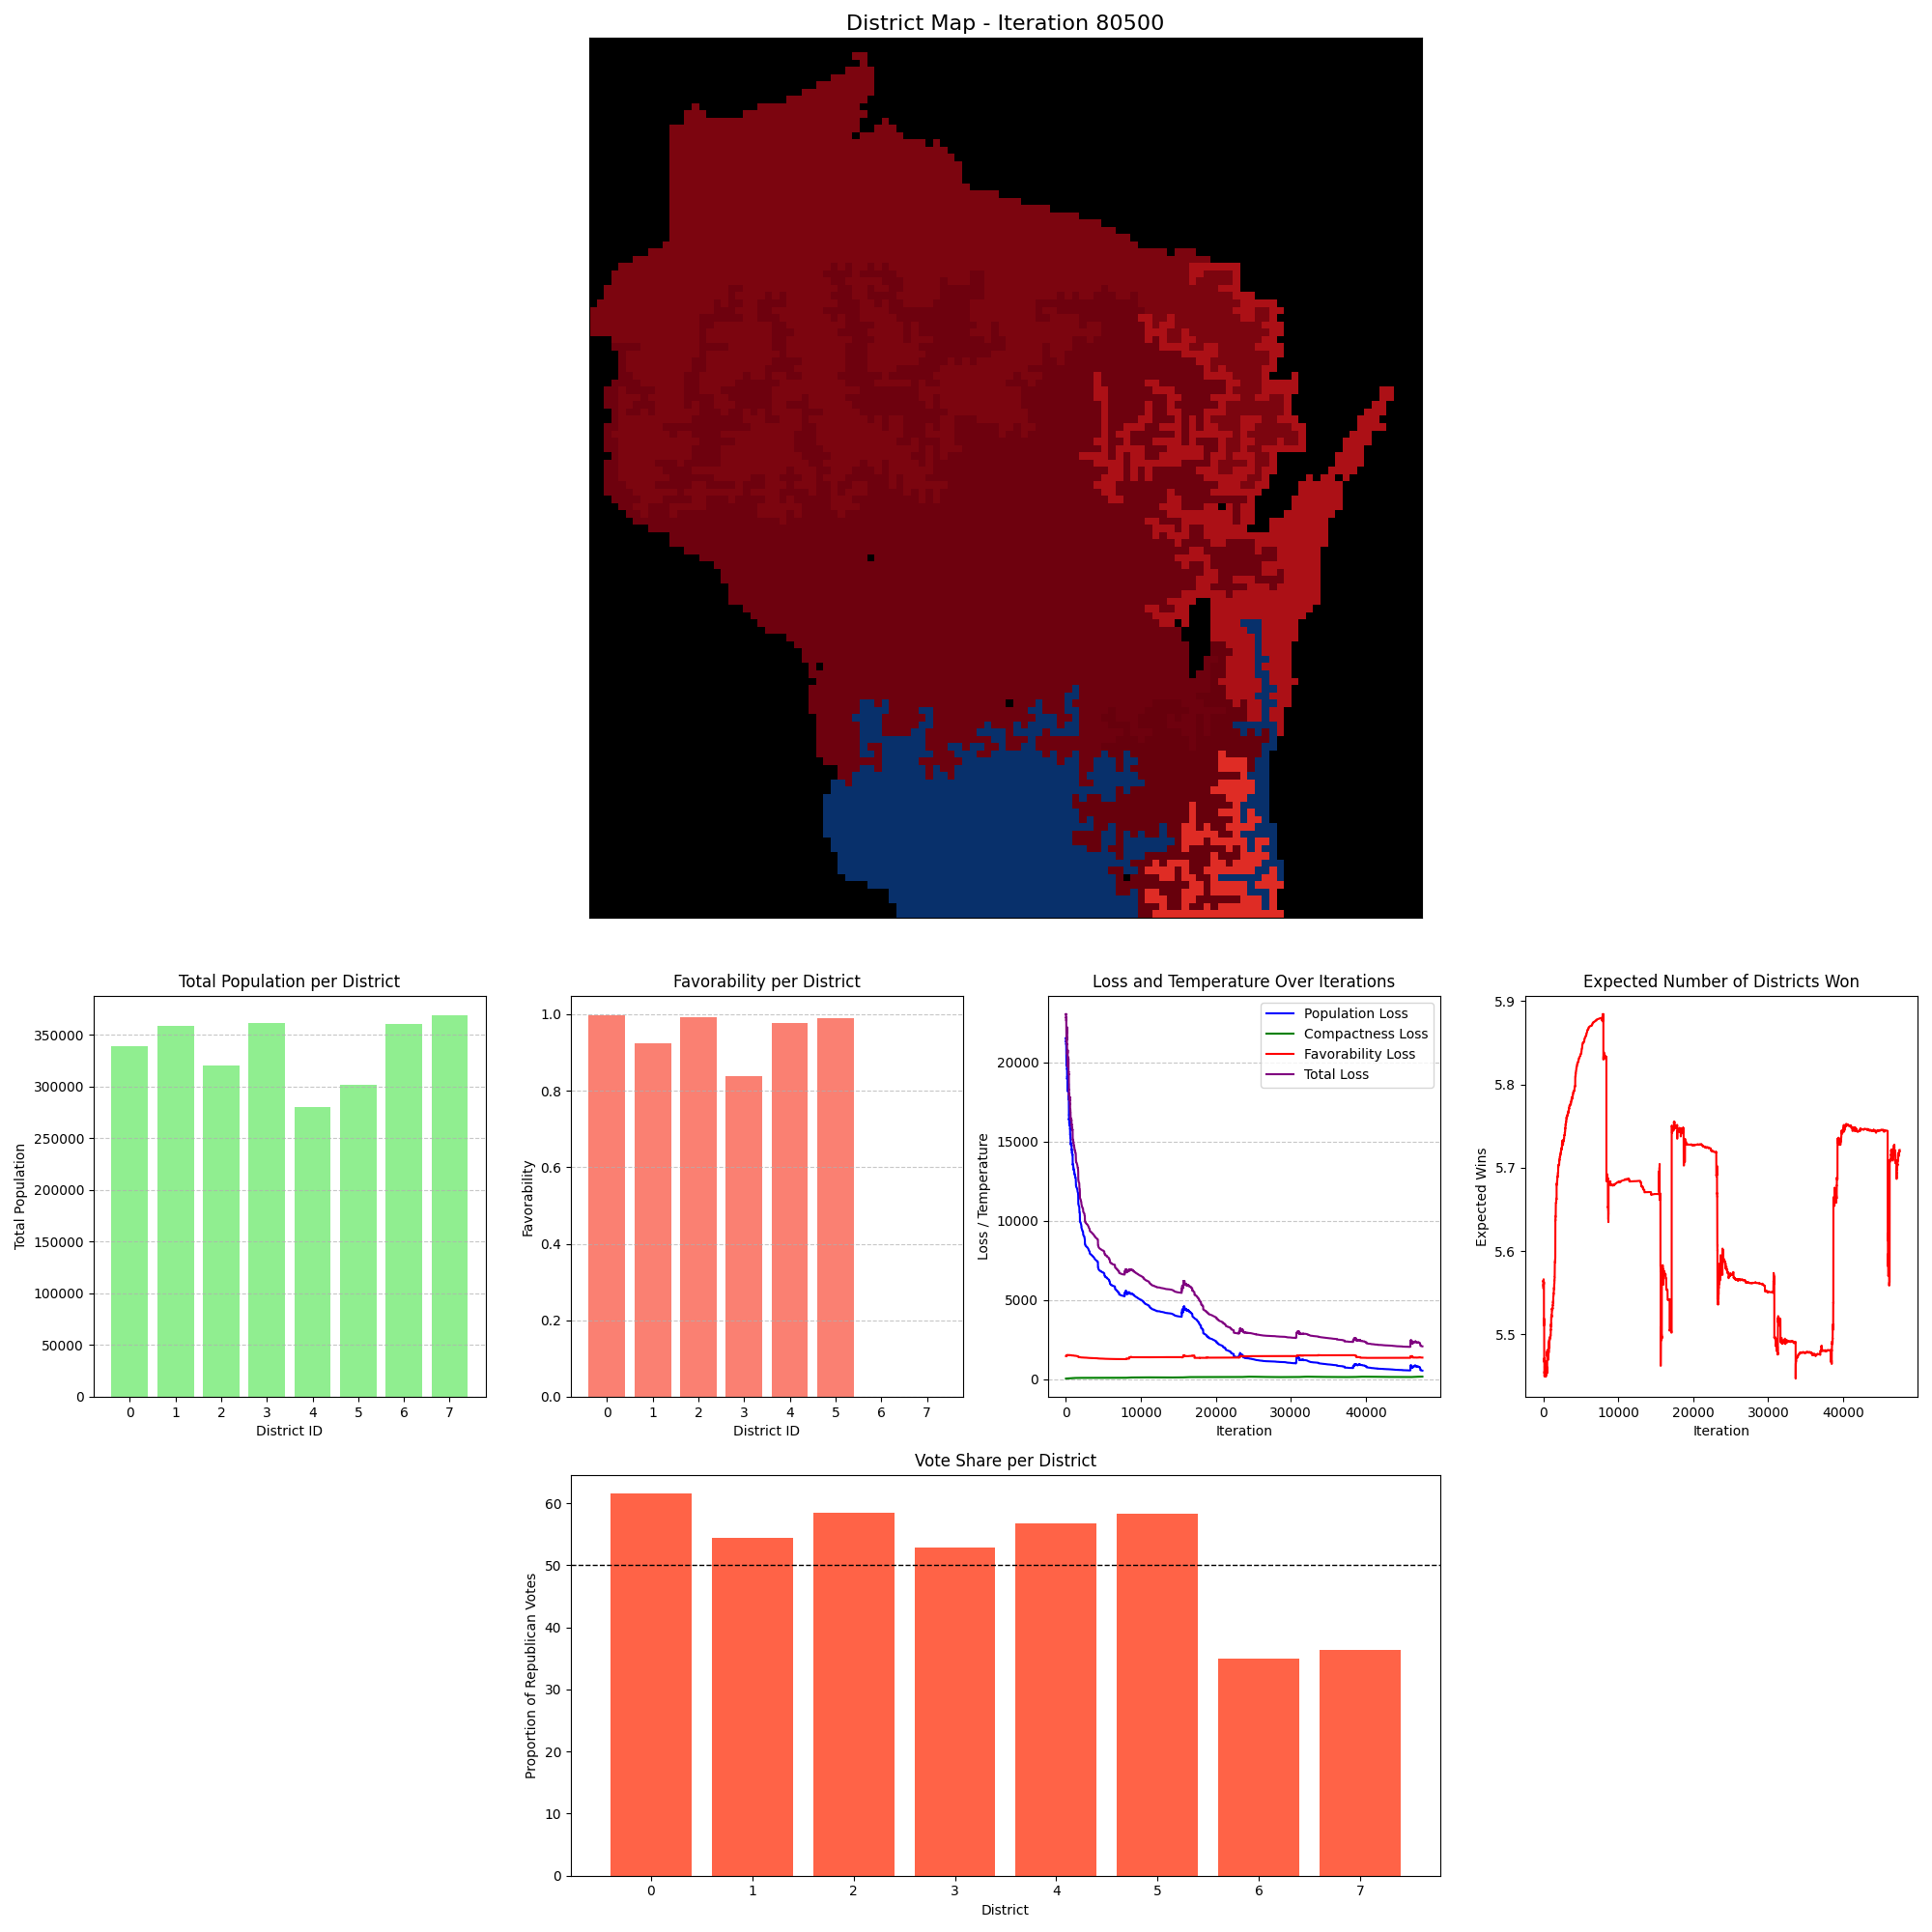 District Map - Iteration 80500
Total Population per District
Total Population
350000
300000
250000
200000
150000
100000
50000
0
0 1 2 3 4 5 6 7
District ID
Favorability per District
Favorability
1.0
0.8
0.6
0.4
0.2
0.0
0 1 2 3 4 5 6 7
District ID
Loss and Temperature Over Iterations
Loss / Temperature
20000
15000
10000
5000
0
Population Loss
Compactness Loss
Favorability Loss
Total Loss
0 10000 20000 30000 40000
Iteration
Expected Number of Districts Won
Expected Wins
5.9
5.8
5.7
5.6
5.5
0 10000 20000 30000 40000
Iteration
Vote Share per District
Proportion of Republican Votes
60
50
40
30
20
10
0
0 1 2 3 4 5 6 7
District